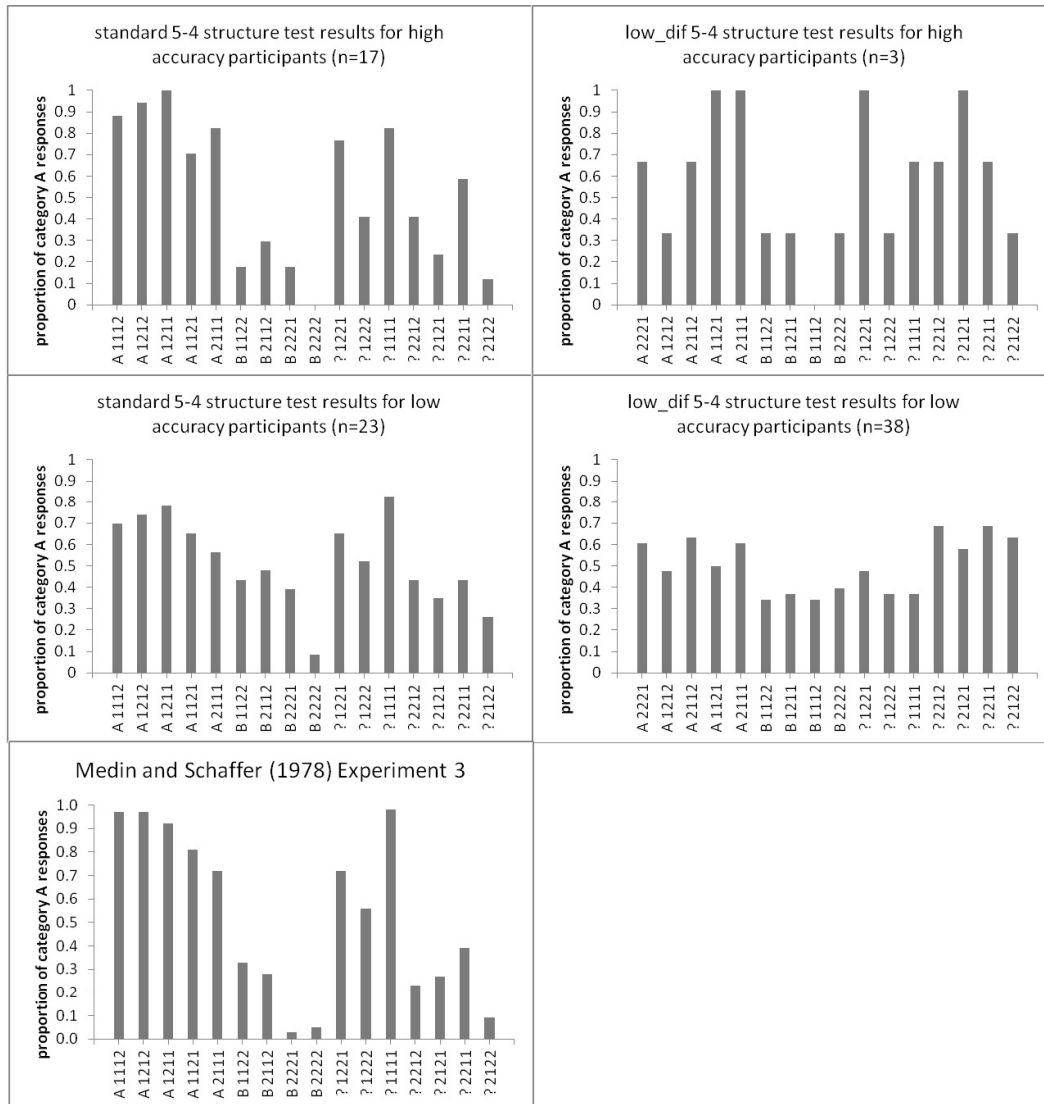 standard 5-4 structure test results for high
accuracy participants (n=17)
proportion of category A responses
1
0.9
0.8
0.7
0.6
0.5
0.4
0.3
0.2
0.1
0
A 1112
A 1212
A 1211
A 1121
A 2111
B 1122
B 2112
B 2221
B 2222
? 1221
? 1222
? 1111
? 2212
? 2121
? 2211
? 2122
low_dif 5-4 structure test results for high
accuracy participants (n=3)
proportion of category A responses
1
0.9
0.8
0.7
0.6
0.5
0.4
0.3
0.2
0.1
0
A 2221
A 1212
A 2112
A 1121
A 2111
B 1122
B 1211
B 1112
B 2222
? 1221
? 1222
? 1111
? 2212
? 2121
? 2211
? 2122
standard 5-4 structure test results for low
accuracy participants (n=23)
proportion of category A responses
1
0.9
0.8
0.7
0.6
0.5
0.4
0.3
0.2
0.1
0
A 1112
A 1212
A 1211
A 1121
A 2111
B 1122
B 2112
B 2221
B 2222
? 1221
? 1222
? 1111
? 2212
? 2121
? 2211
? 2122
low_dif 5-4 structure test results for low
accuracy participants (n=38)
proportion of category A responses
1
0.9
0.8
0.7
0.6
0.5
0.4
0.3
0.2
0.1
0
A 2221
A 1212
A 2112
A 1121
A 2111
B 1122
B 1211
B 1112
B 2222
? 1221
? 1222
? 1111
? 2212
? 2121
? 2211
? 2122
Medin and Schaffer (1978) Experiment 3
proportion of category A responses
1.0
0.9
0.8
0.7
0.6
0.5
0.4
0.3
0.2
0.1
0.0
A 1112
A 1212
A 1211
A 1121
A 2111
B 1122
B 2112
B 2221
B 2222
? 1221
? 1222
? 1111
? 2212
? 2121
? 2211
? 2122